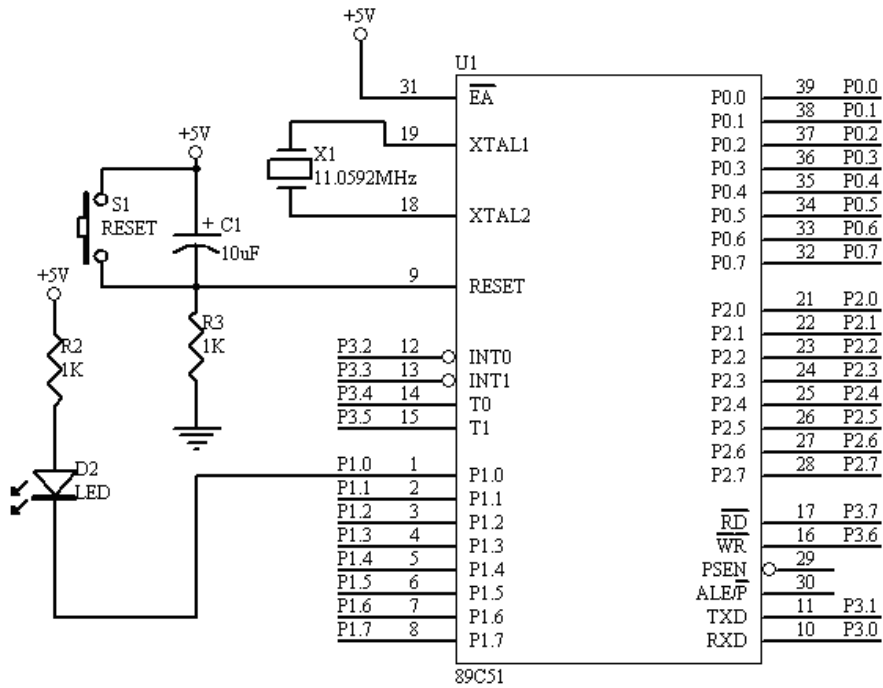 +5V
U1
31
EA
19
XTAL1
X1
11.0592MHz
18
XTAL2
+5V
S1
RESET
+ C1
10uF
9
RESET
+5V
R2
1K
R3
1K
P3.2 12 INT0
P3.3 13 INT1
P3.4 14 T0
P3.5 15 T1
D2
LED
P1.0 1 P1.0
P1.1 2 P1.1
P1.2 3 P1.2
P1.3 4 P1.3
P1.4 5 P1.4
P1.5 6 P1.5
P1.6 7 P1.6
P1.7 8 P1.7
P0.0 39 P0.0
P0.1 38 P0.1
P0.2 37 P0.2
P0.3 36 P0.3
P0.4 35 P0.4
P0.5 34 P0.5
P0.6 33 P0.6
P0.7 32 P0.7
P2.0 21 P2.0
P2.1 22 P2.1
P2.2 23 P2.2
P2.3 24 P2.3
P2.4 25 P2.4
P2.5 26 P2.5
P2.6 27 P2.6
P2.7 28 P2.7
RD 17 P3.7
WR 16 P3.6
PSEN 29
ALE/P 30
TXD 11 P3.1
RXD 10 P3.0
89C51